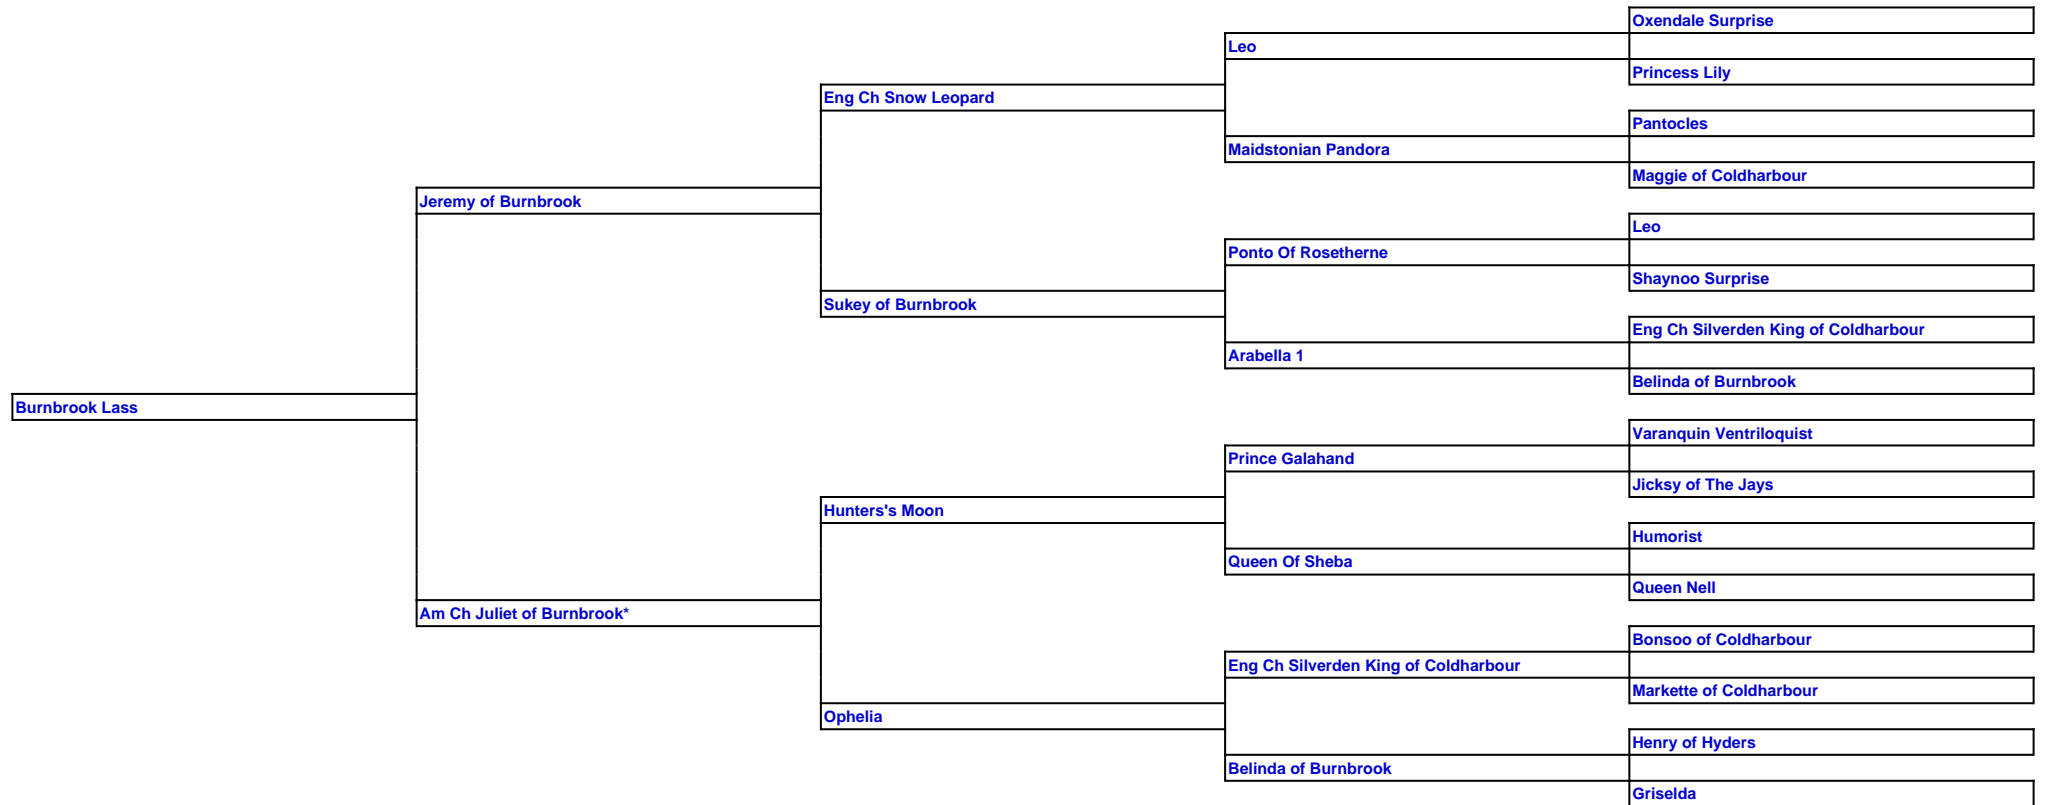 Oxendale Surprise
Leo
Princess Lily
Eng Ch Snow Leopard
Pantocles
Maidstonian Pandora
Maggie of Coldharbour
Jeremy of Burnbrook
Leo
Ponto Of Rosetherne
Shaynoo Surprise
Sukey of Burnbrook
Eng Ch Silverden King of Coldharbour
Arabella 1
Belinda of Burnbrook
Burnbrook Lass
Varanquin Ventriloquist
Prince Galahand
Jicksy of The Jays
Hunters's Moon
Humorist
Queen Of Sheba
Queen Nell
Am Ch Juliet of Burnbrook*
Bonsoo of Coldharbour
Eng Ch Silverden King of Coldharbour
Markette of Coldharbour
Ophelia
Henry of Hyders
Belinda of Burnbrook
Griselda